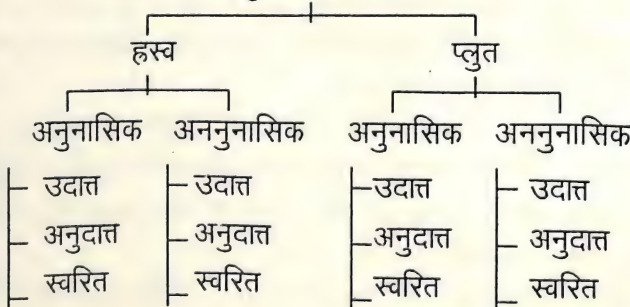 ह्रस्व प्लुत
अनुनासिक अननुनासिक अनुनासिक अननुनासिक
उदात्त उदात्त उदात्त उदात्त
अनुदात्त अनुदात्त अनुदात्त अनुदात्त
स्वरित स्वरित स्वरित स्वरित